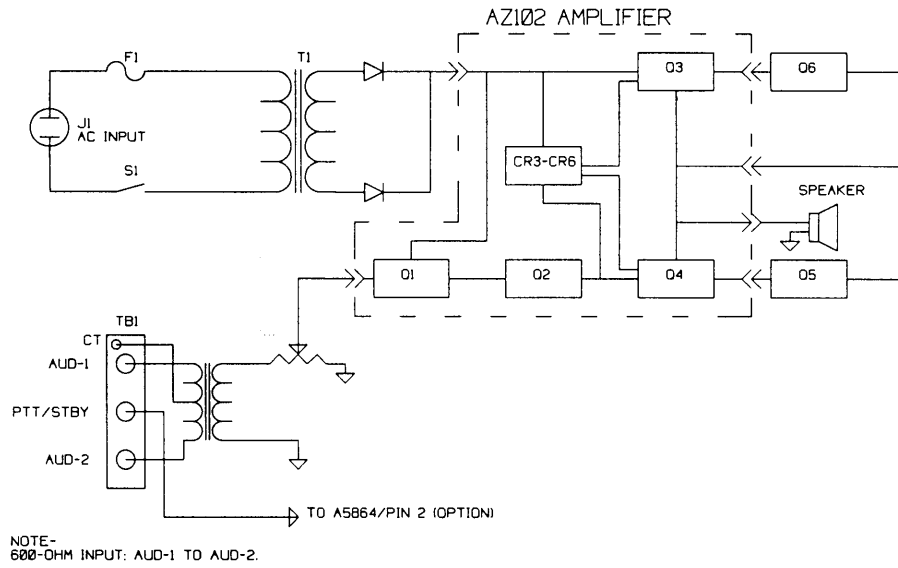 AZ102 AMPLIFIER
F1
T1
Q3
Q6
J1
AC INPUT
CR3-CR6
S1
SPEAKER
Q1
Q2
Q4
Q5
TB1
CT
AUD-1
PTT/STBY
AUD-2
TO A5864/PIN 2 (OPTION)
NOTE-
600-OHM INPUT: AUD-1 TO AUD-2.